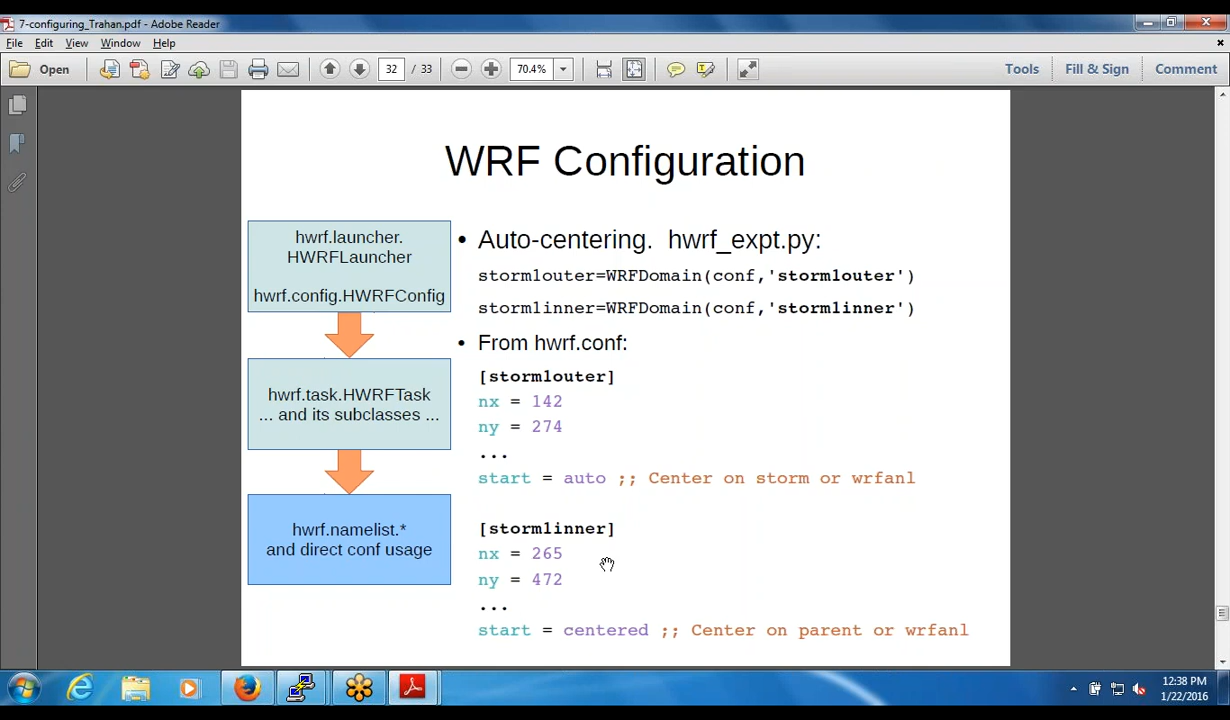 7-configuring_Trahan.pdf - Adobe Reader
File Edit View Window Help
Open 32 / 33 70.4% Tools Fill & Sign Comment
WRF Configuration
hwrf.launcher.
HWRFLauncher
hwrf.config.HWRFConfig
hwrf.task.HWRFTask
... and its subclasses ...
hwrf.namelist.*
and direct conf usage
• Auto-centering. hwrf_expt.py:
storm1outer=WRFDomain(conf,'storm1outer')
storm1inner=WRFDomain(conf,'storm1inner')
• From hwrf.conf:
[storm1outer]
nx = 142
ny = 274
...
start = auto ;; Center on storm or wrfanl
[storm1inner]
nx = 265
ny = 472
...
start = centered ;; Center on parent or wrfanl
12:38 PM
1/22/2016